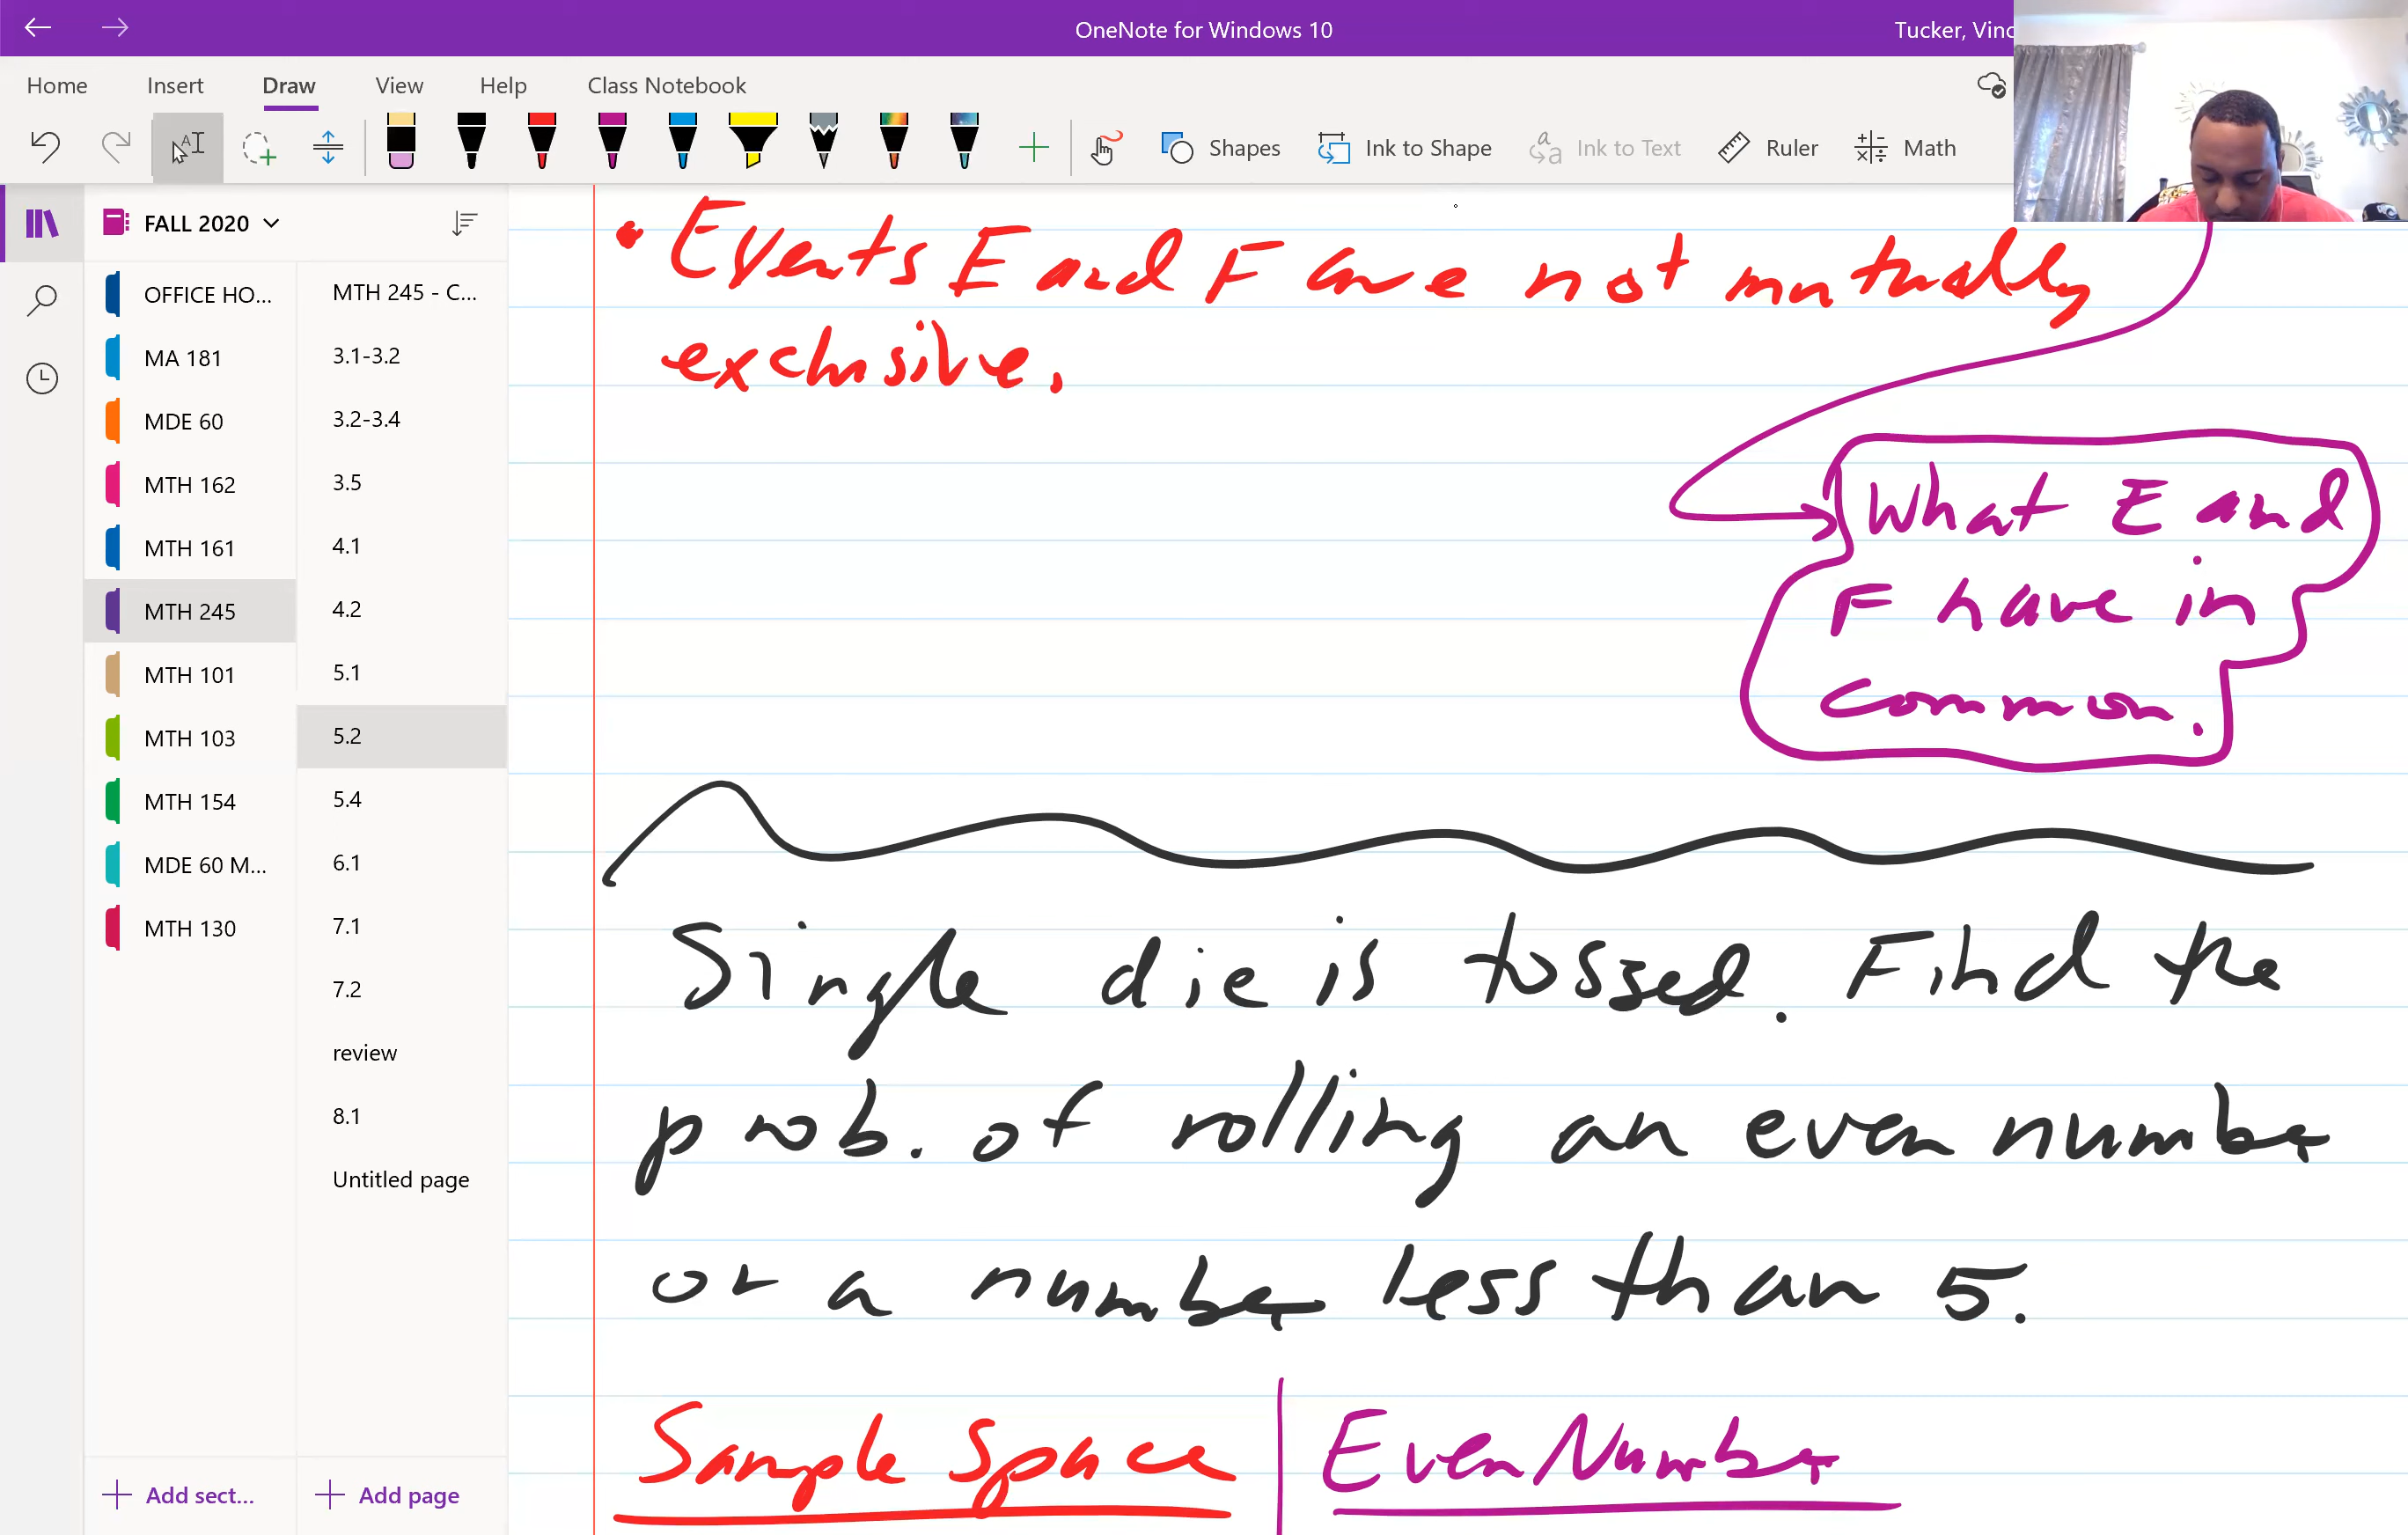 OneNote for Windows 10
Tucker, Vinc
Home Insert Draw View Help Class Notebook
Shapes Ink to Shape Ink to Text Ruler Math
FALL 2020
OFFICE HO...
MA 181
MDE 60
MTH 162
MTH 161
MTH 245
MTH 101
MTH 103
MTH 154
MDE 60 M...
MTH 130
Add sect...
MTH 245 - C...
3.1-3.2
3.2-3.4
3.5
4.1
4.2
5.1
5.2
5.4
6.1
7.1
7.2
review
8.1
Untitled page
Add page
• Events E and F are not mutually
exclusive.
What E and
F have in
common.
Single die is tossed. Find the
prob. of rolling an even number
or a number less than 5.
Sample Space
Even Number